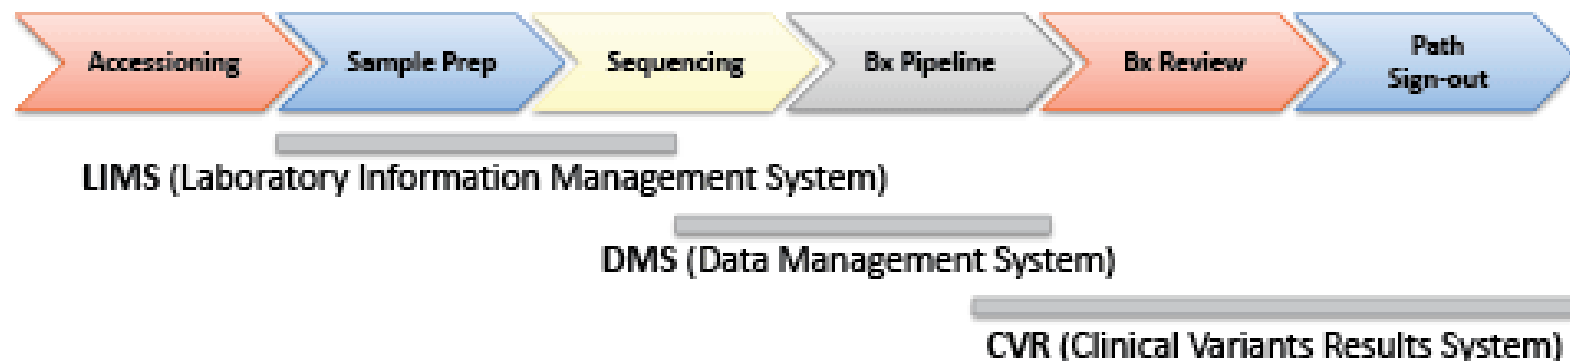 Accessioning
Sample Prep
Sequencing
Bx Pipeline
Bx Review
Path
Sign-out
LIMS (Laboratory Information Management System)
DMS (Data Management System)
CVR (Clinical Variants Results System)